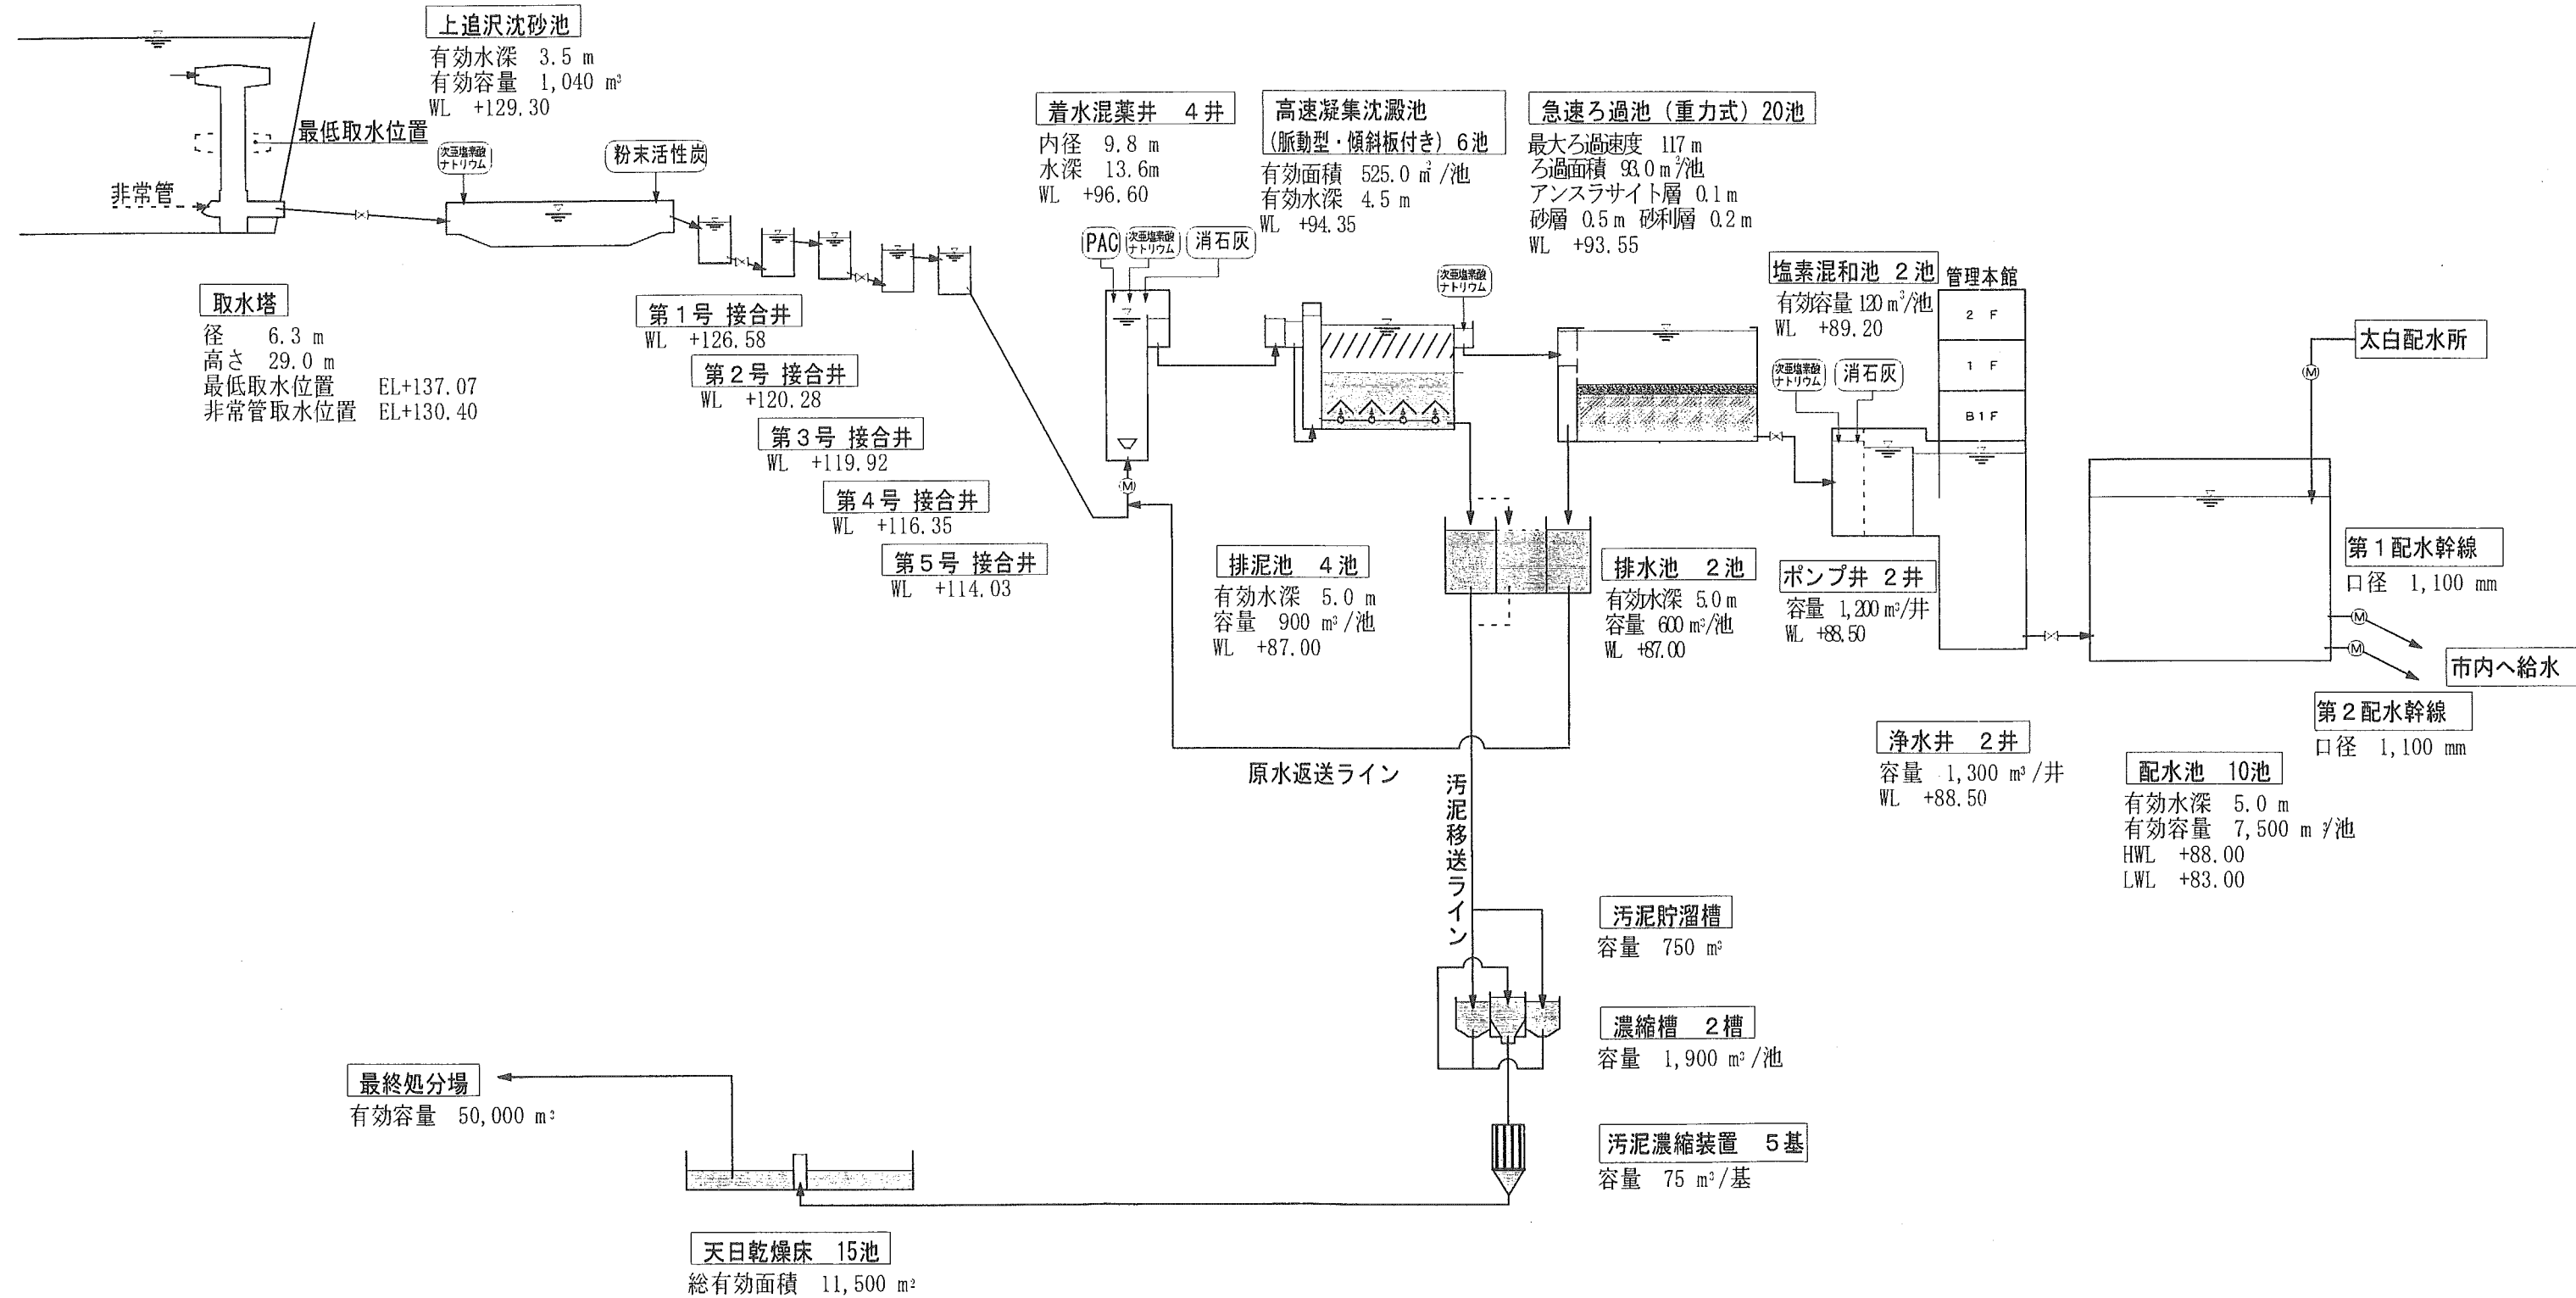 上追沢沈砂池
有効水深 3.5 m
有効容量 1,040 m³
WL +129.30
最低取水位置
非常管
次亜塩素酸
ナトリウム
粉末活性炭
取水塔
径 6.3 m
高さ 29.0 m
最低取水位置 EL+137.07
非常管取水位置 EL+130.40
第1号 接合井
WL +126.58
第2号 接合井
WL +120.28
第3号 接合井
WL +119.92
第4号 接合井
WL +116.35
第5号 接合井
WL +114.03
着水混薬井 4井
内径 9.8 m
水深 13.6m
WL +96.60
PAC
次亜塩素酸
ナトリウム
消石灰
高速凝集沈澱池
(脈動型・傾斜板付き) 6池
有効面積 525.0 ㎡/池
有効水深 4.5 m
WL +94.35
次亜塩素酸
ナトリウム
急速ろ過池 (重力式) 20池
最大ろ過速度 117 m
ろ過面積 93.0 m²/池
アンスラサイト層 0.1 m
砂層 0.5 m 砂利層 0.2 m
WL +93.55
塩素混和池 2池
有効容量 120 m³/池
WL +89.20
次亜塩素酸
ナトリウム
消石灰
管理本館
2 F
1 F
B1F
太白配水所
M
M
排泥池 4池
有効水深 5.0 m
容量 900 m³/池
WL +87.00
排水池 2池
有効水深 5.0 m
容量 600 m³/池
WL +87.00
ポンプ井 2井
容量 1,200 m³/井
WL +88.50
第1配水幹線
口径 1,100 mm
M
M
市内へ給水
第2配水幹線
口径 1,100 mm
浄水井 2井
容量 1,300 m³/井
WL +88.50
配水池 10池
有効水深 5.0 m
有効容量 7,500 m³/池
HWL +88.00
LWL +83.00
原水返送ライン
汚泥移送ライン
汚泥貯溜槽
容量 750 m³
濃縮槽 2槽
容量 1,900 m³/池
汚泥濃縮装置 5基
容量 75 m³/基
最終処分場
有効容量 50,000 m³
天日乾燥床 15池
総有効面積 11,500 m²